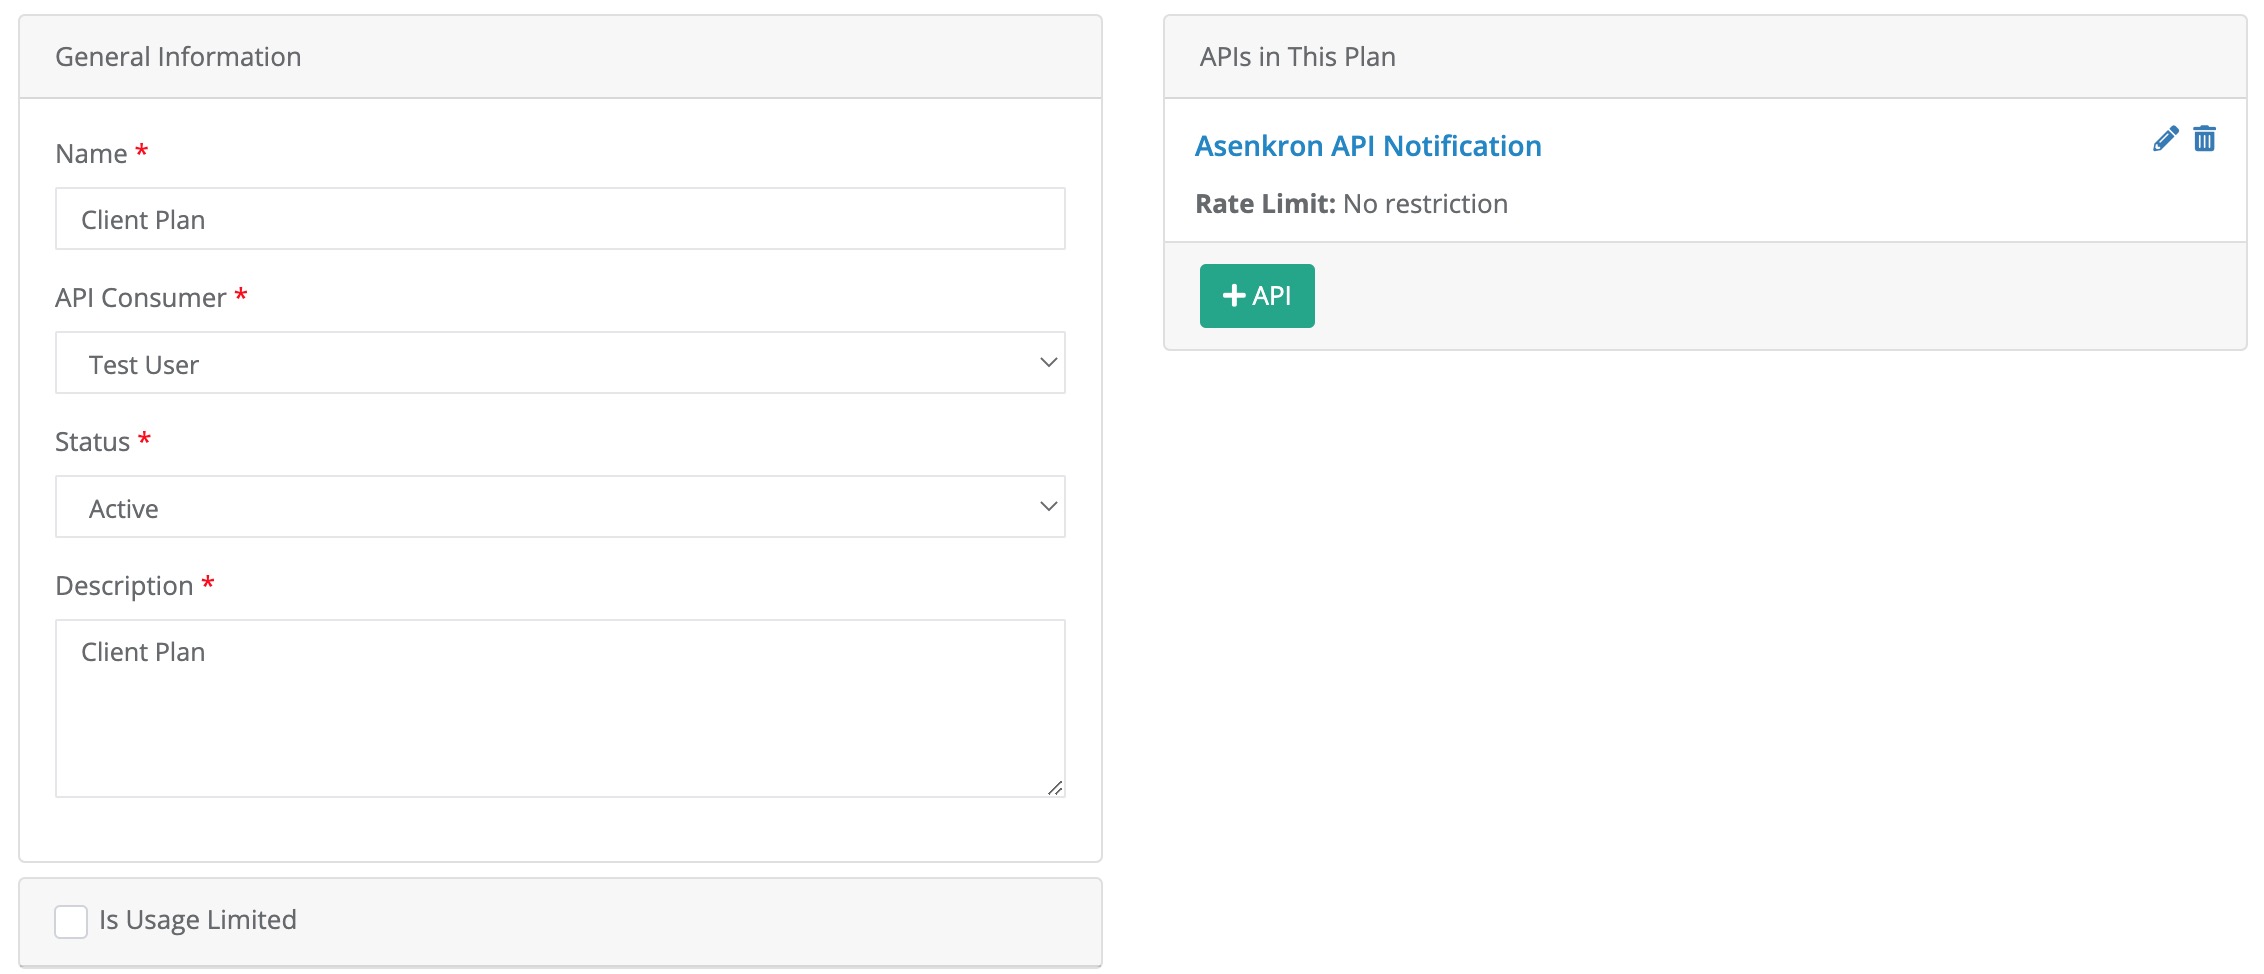 General Information
Name *
Client Plan
API Consumer *
Test User
Status *
Active
Description *
Client Plan
Is Usage Limited
APIs in This Plan
Asenkron API Notification
Rate Limit: No restriction
+ API